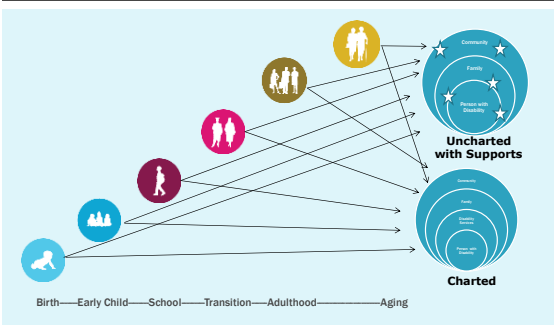 Community
Family
Person with
Disability
Uncharted
with Supports
Community
Family
Disability
Services
Person with
Disability
Charted
Birth——Early Child——School——Transition——Adulthood——————Aging